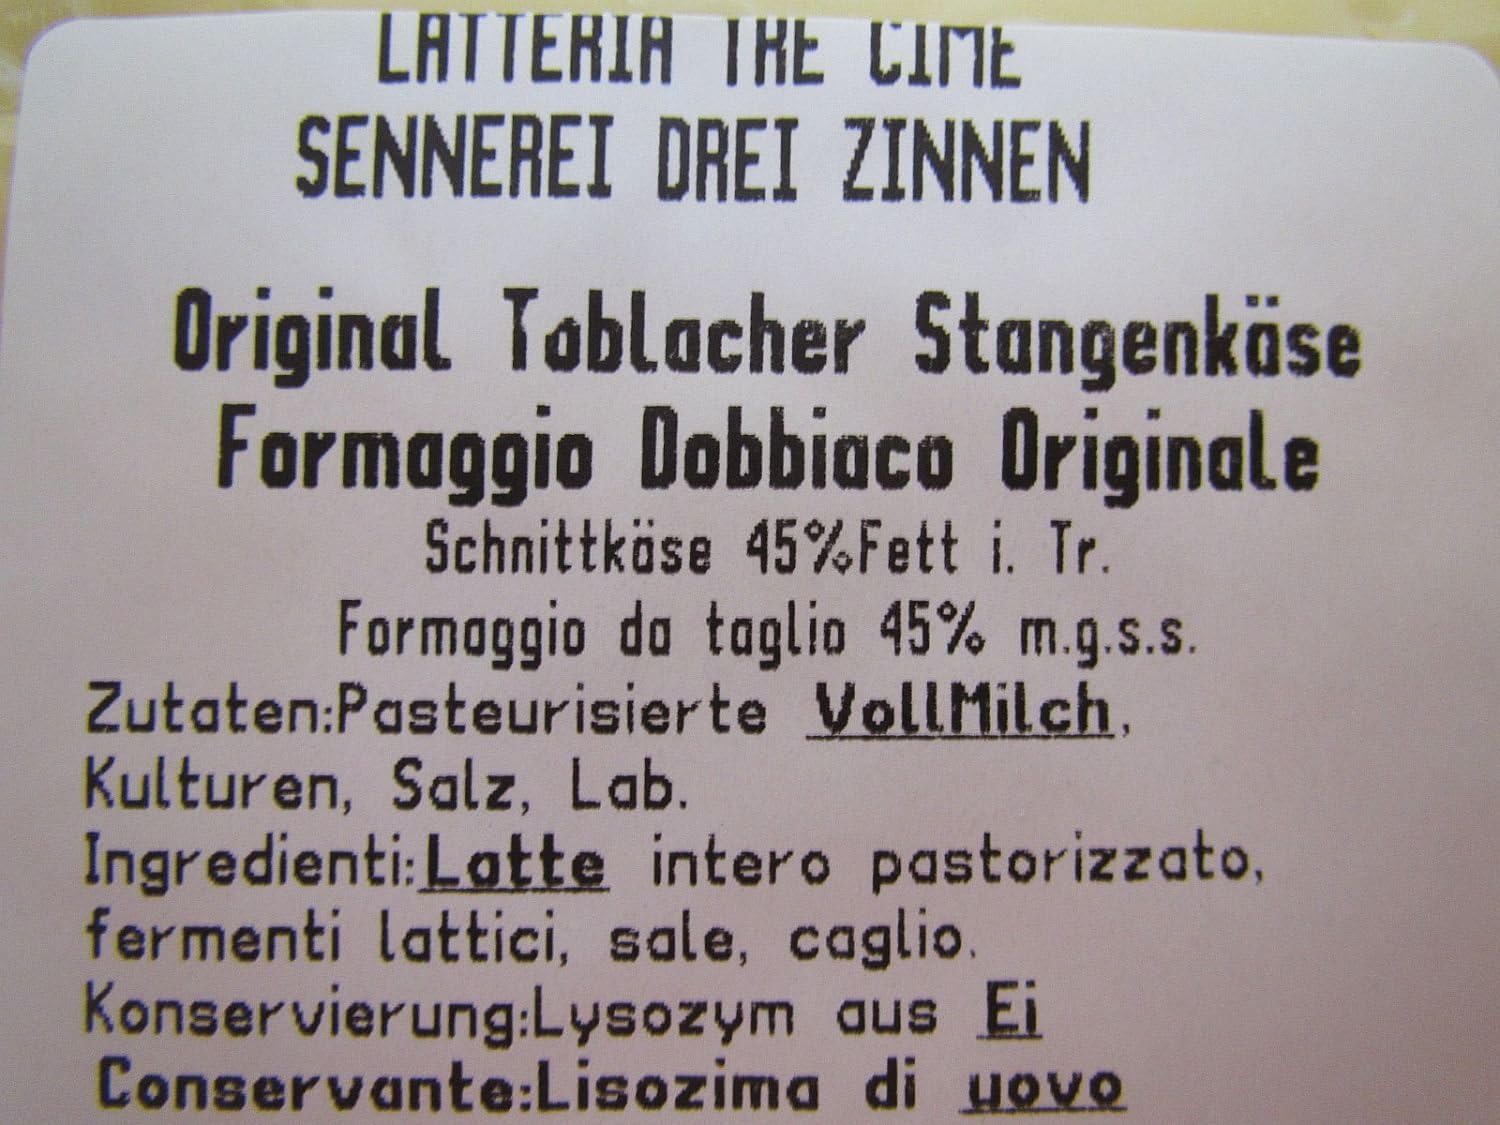 LATTERIA TRE CIME
SENNEREI DREI ZINNEN
Original Toblacher Stangenkäse
Formaggio Dobbiaco Originale
Schnittkäse 45%Fett i. Tr.
Formaggio da taglio 45% m.g.s.s.
Zutaten:Pasteurisierte VollMilch,
Kulturen, Salz, Lab.
Ingredienti:Latte intero pastorizzato,
fermenti lattici, sale, caglio.
Konservierung:Lysozym aus Ei
Conservante:Lisozima di uovo